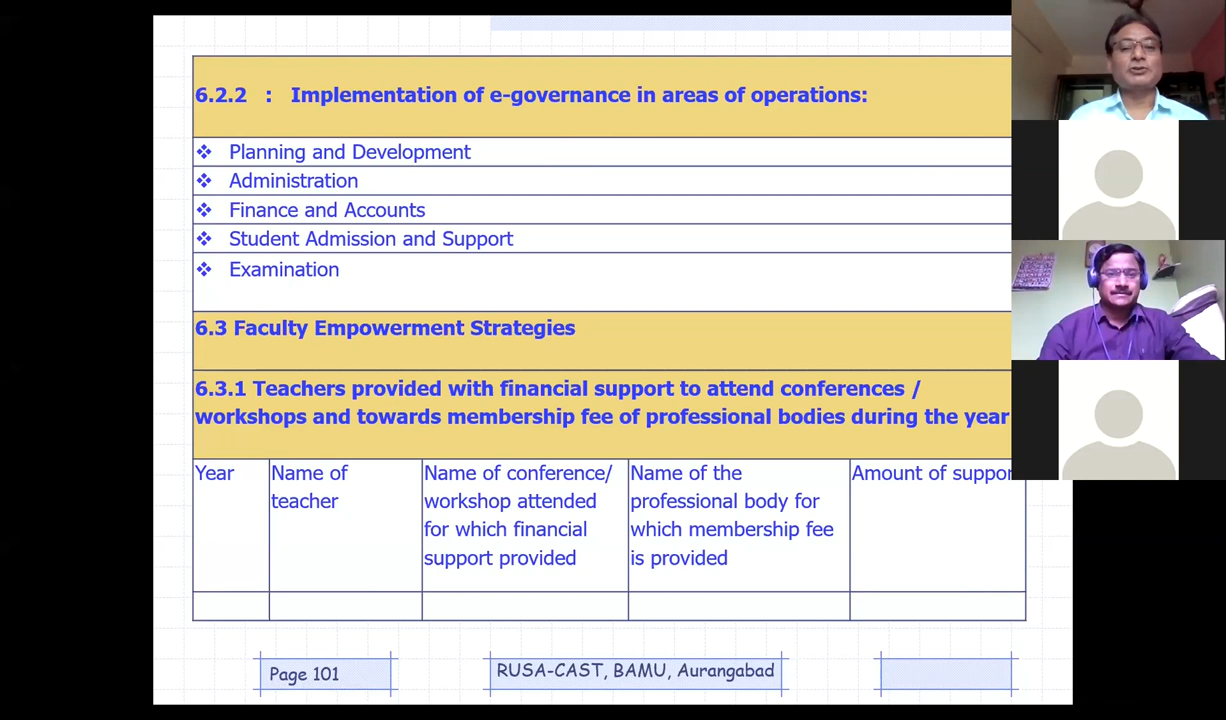 6.2.2 : Implementation of e-governance in areas of operations:
❖ Planning and Development
❖ Administration
❖ Finance and Accounts
❖ Student Admission and Support
❖ Examination
6.3 Faculty Empowerment Strategies
6.3.1 Teachers provided with financial support to attend conferences /
workshops and towards membership fee of professional bodies during the year
Year
Name of
teacher
Name of conference/
workshop attended
for which financial
support provided
Name of the
professional body for
which membership fee
is provided
Amount of suppor
Page 101
RUSA-CAST, BAMU, Aurangabad